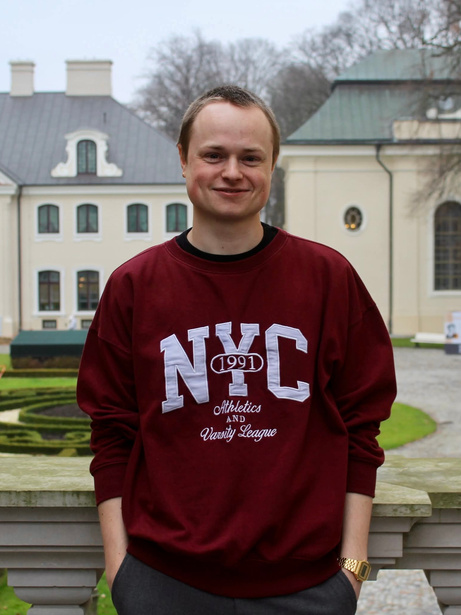 NYC
1991
Athletics
AND
Varsity League